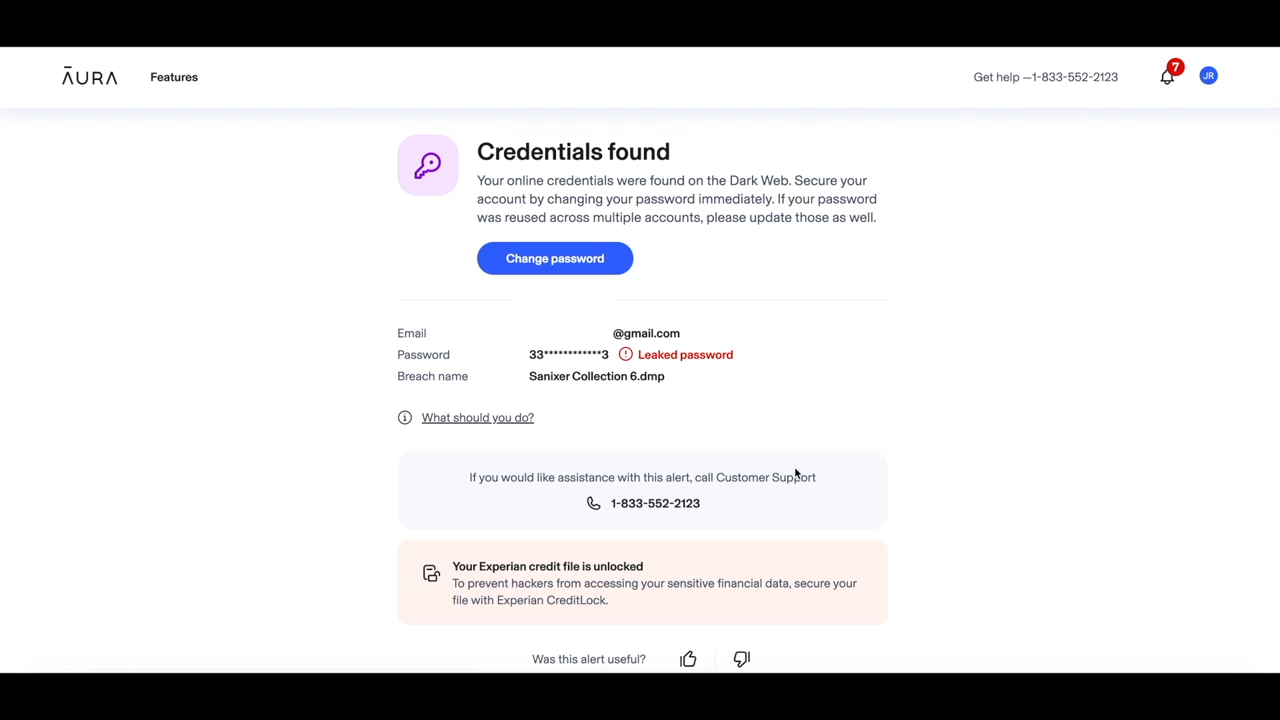 ĀURA Features Get help —1-833-552-2123 7 JR
Credentials found
Your online credentials were found on the Dark Web. Secure your
account by changing your password immediately. If your password
was reused across multiple accounts, please update those as well.
Change password
Email @gmail.com
Password 33************3 Leaked password
Breach name Sanixer Collection 6.dmp
What should you do?
If you would like assistance with this alert, call Customer Support
1-833-552-2123
Your Experian credit file is unlocked
To prevent hackers from accessing your sensitive financial data, secure your
file with Experian CreditLock.
Was this alert useful?